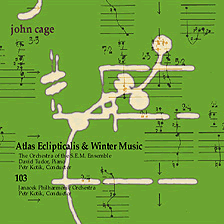 john cage
Atlas Eclipticalis & Winter Music
The Orchestra of the S.E.M. Ensemble
David Tudor, Piano
Petr Kotik, Conductor
103
Janacek Philharmonic Orchestra
Petr Kotik, Conductor